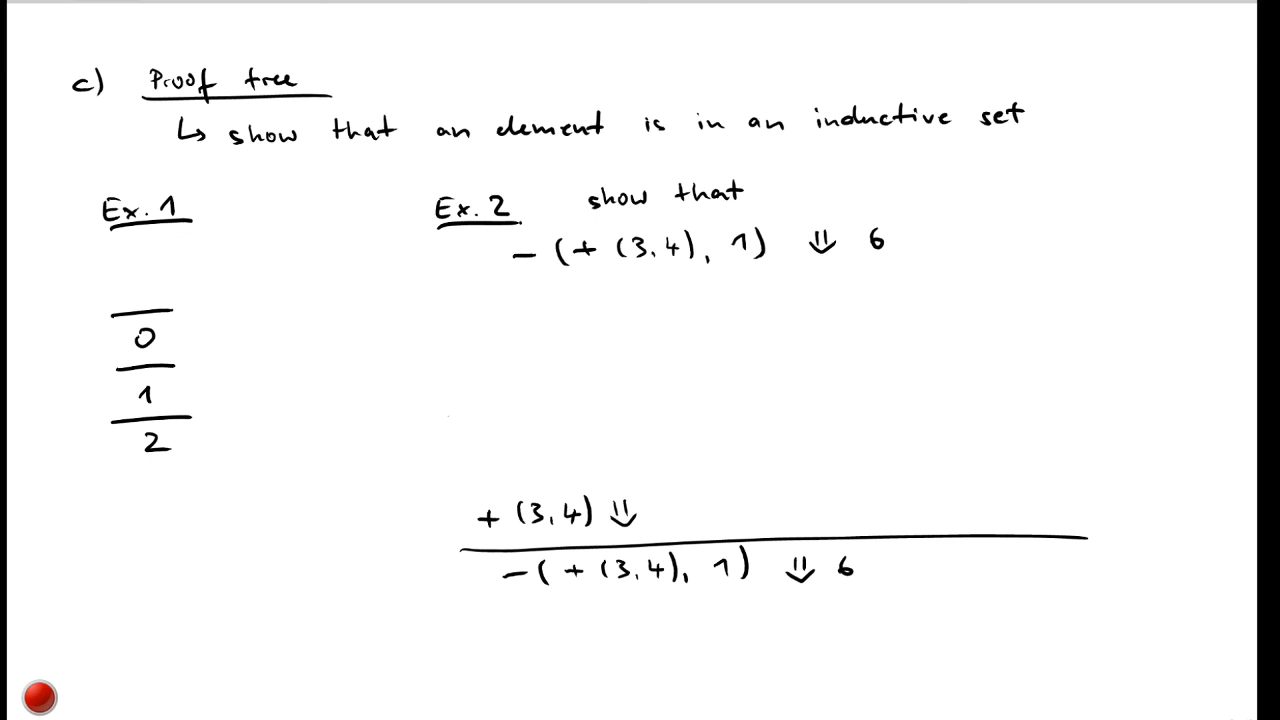 c) Proof tree
↳ show that an element is in an inductive set
Ex. 1
Ex. 2 show that
- (+ (3, 4), 1) ⇓ 6
0
1
2
+ (3, 4) ⇓
- (+ (3, 4), 1) ⇓ 6